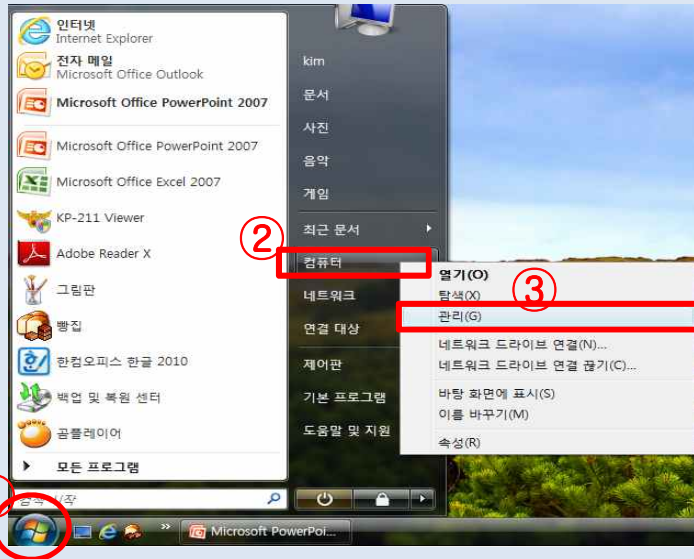 인터넷
Internet Explorer
전자 메일
Microsoft Office Outlook
Microsoft Office PowerPoint 2007
Microsoft Office PowerPoint 2007
Microsoft Office Excel 2007
KP-211 Viewer
Adobe Reader X
그림판
빵집
한컴오피스 한글 2010
백업 및 복원 센터
곰플레이어
모든 프로그램
검색 시작
kim
문서
사진
음악
게임
최근 문서
②
컴퓨터
네트워크
연결 대상
제어판
기본 프로그램
도움말 및 지원
열기(O)
③
탐색(X)
관리(G)
네트워크 드라이브 연결(N)...
네트워크 드라이브 연결 끊기(C)...
바탕 화면에 표시(S)
이름 바꾸기(M)
속성(R)
Microsoft PowerPoi...